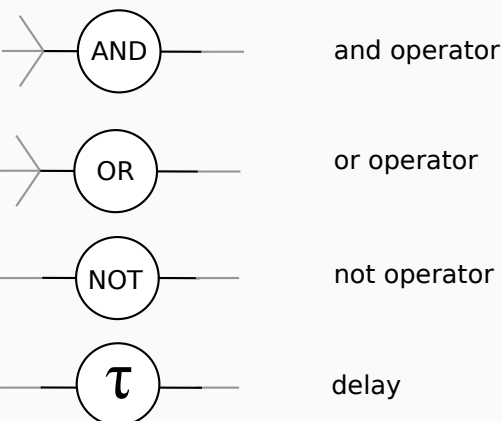 AND and operator
OR or operator
NOT not operator
τ delay